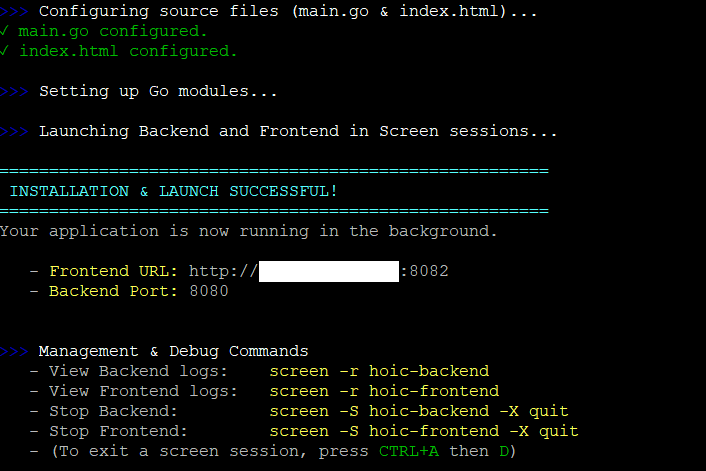 >>> Configuring source files (main.go & index.html)...
✓ main.go configured.
✓ index.html configured.
>>> Setting up Go modules...
>>> Launching Backend and Frontend in Screen sessions...
=======================================================
INSTALLATION & LAUNCH SUCCESSFUL!
=======================================================
Your application is now running in the background.
- Frontend URL: http:// :8082
- Backend Port: 8080
>>> Management & Debug Commands
- View Backend logs: screen -r hoic-backend
- View Frontend logs: screen -r hoic-frontend
- Stop Backend: screen -S hoic-backend -X quit
- Stop Frontend: screen -S hoic-frontend -X quit
- (To exit a screen session, press CTRL+A then D)